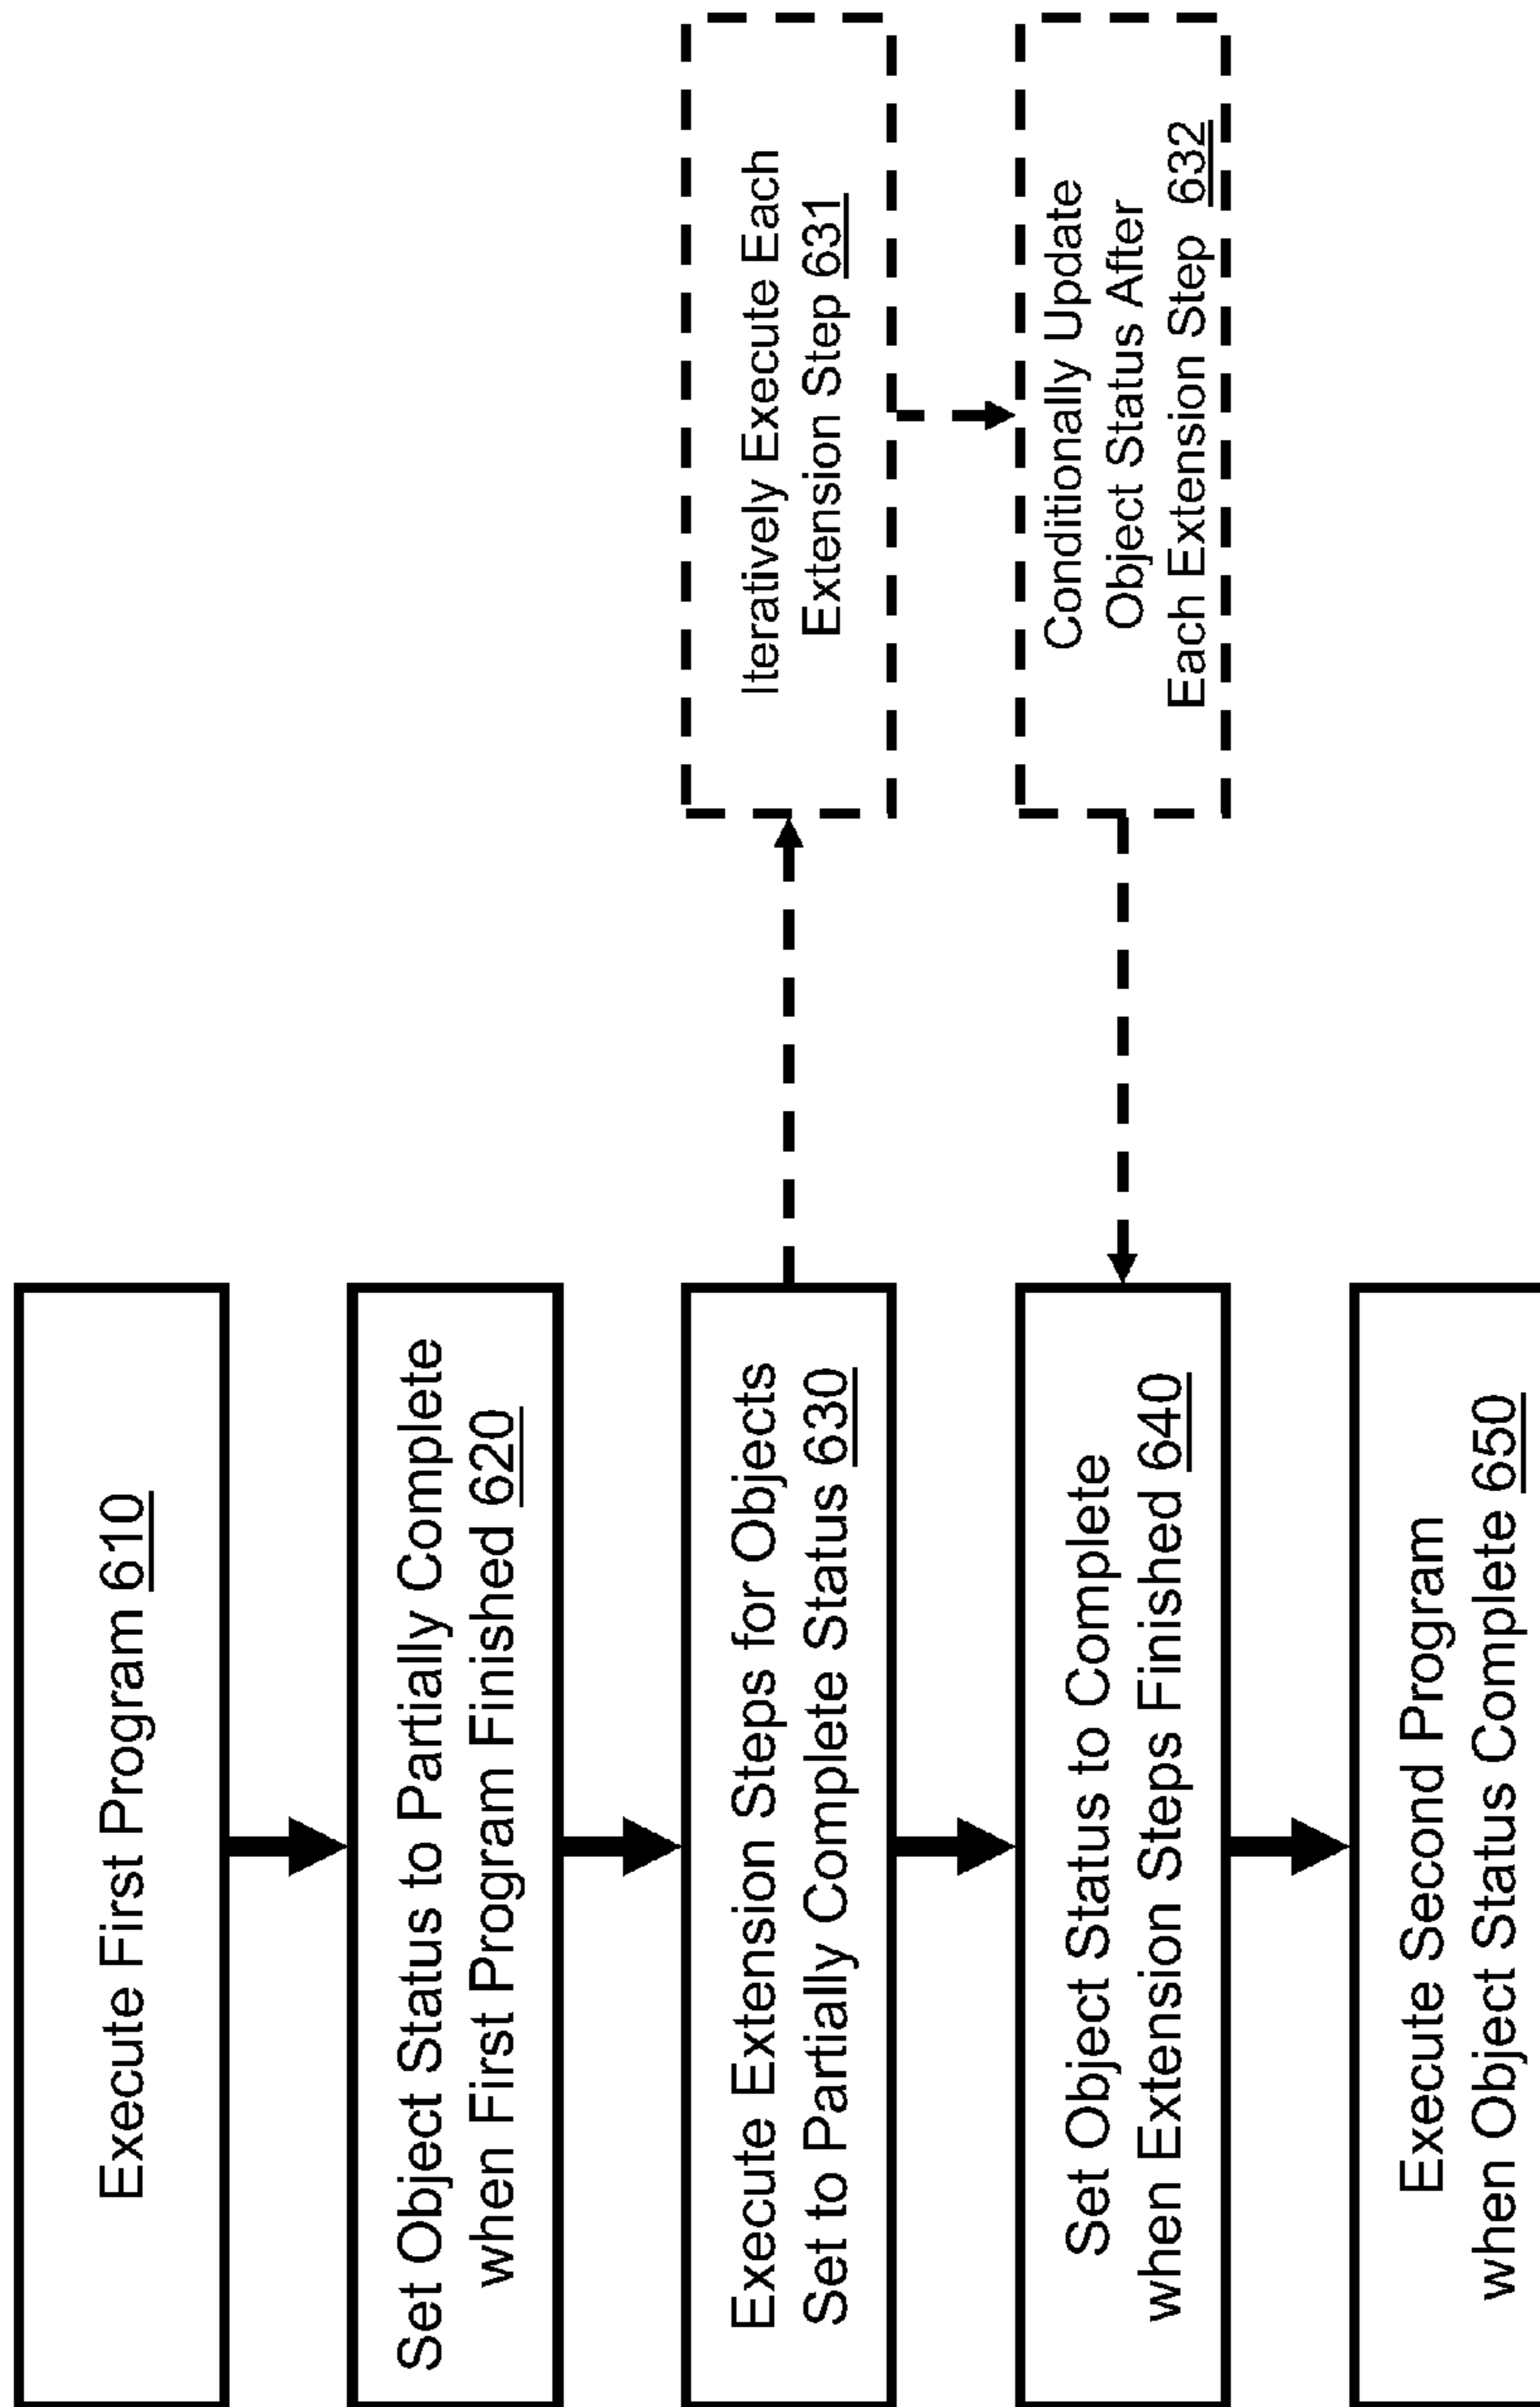 Execute First Program 610
Set Object Status to Partially Complete
when First Program Finished 620
Execute Extension Steps for Objects
Set to Partially Complete Status 630
Iteratively Execute Each
Extension Step 631
Conditionally Update
Object Status After
Each Extension Step 632
Set Object Status to Complete
when Extension Steps Finished 640
Execute Second Program
when Object Status Complete 650